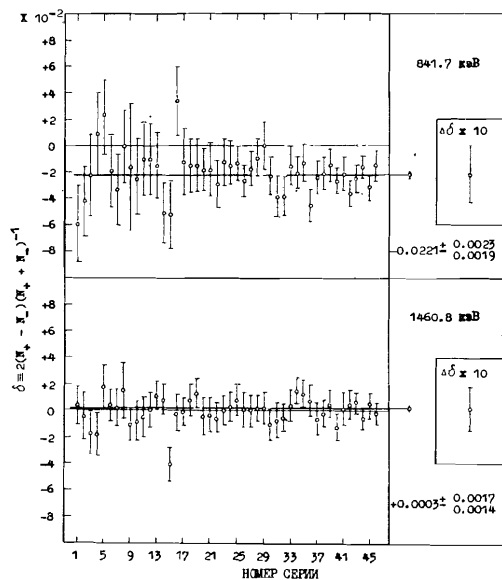 x 10⁻²
+8
+6
+4
+2
0
-2
-4
-6
-8
841.7 кэВ
Δδ x 10
-0.0221± 0.0023
0.0019
δ ≡ 2(N₊ - N₋)(N₊ + N₋)⁻¹
+8
+6
+4
+2
0
-2
-4
-6
-8
1460.8 кэВ
Δδ x 10
+0.0003± 0.0017
0.0014
1 5 9 13 17 21 25 29 33 37 41 45
НОМЕР СЕРИИ